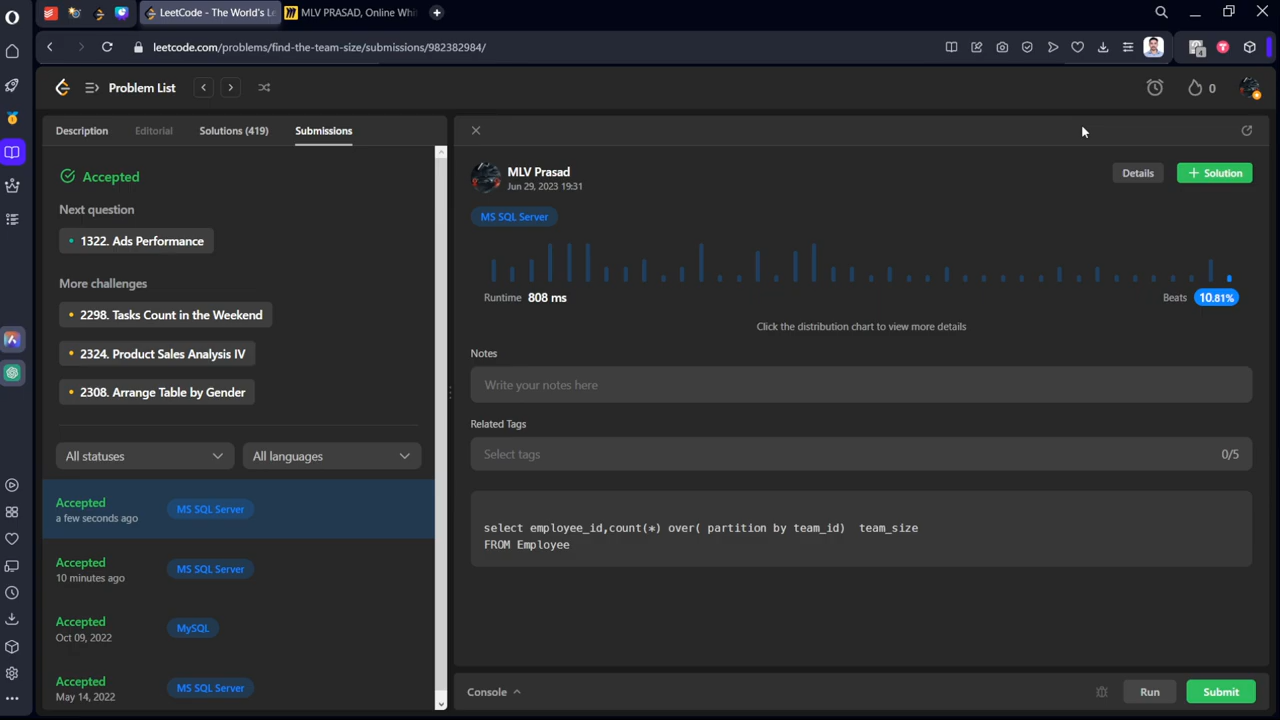 LeetCode - The World's Le
MLV PRASAD, Online Whi
leetcode.com/problems/find-the-team-size/submissions/982382984/
4
Problem List
0
Description
Editorial
Solutions (419)
Submissions
Accepted
Next question
1322. Ads Performance
More challenges
2298. Tasks Count in the Weekend
2324. Product Sales Analysis IV
2308. Arrange Table by Gender
All statuses
All languages
Accepted
a few seconds ago
MS SQL Server
Accepted
10 minutes ago
MS SQL Server
Accepted
Oct 09, 2022
MySQL
Accepted
May 14, 2022
MS SQL Server
MLV Prasad
Jun 29, 2023 19:31
Details
+ Solution
MS SQL Server
Runtime 808 ms
Beats 10.81%
Click the distribution chart to view more details
Notes
Write your notes here
Related Tags
Select tags
0/5
select employee_id,count(*) over( partition by team_id)  team_size
FROM Employee
Console
Run
Submit